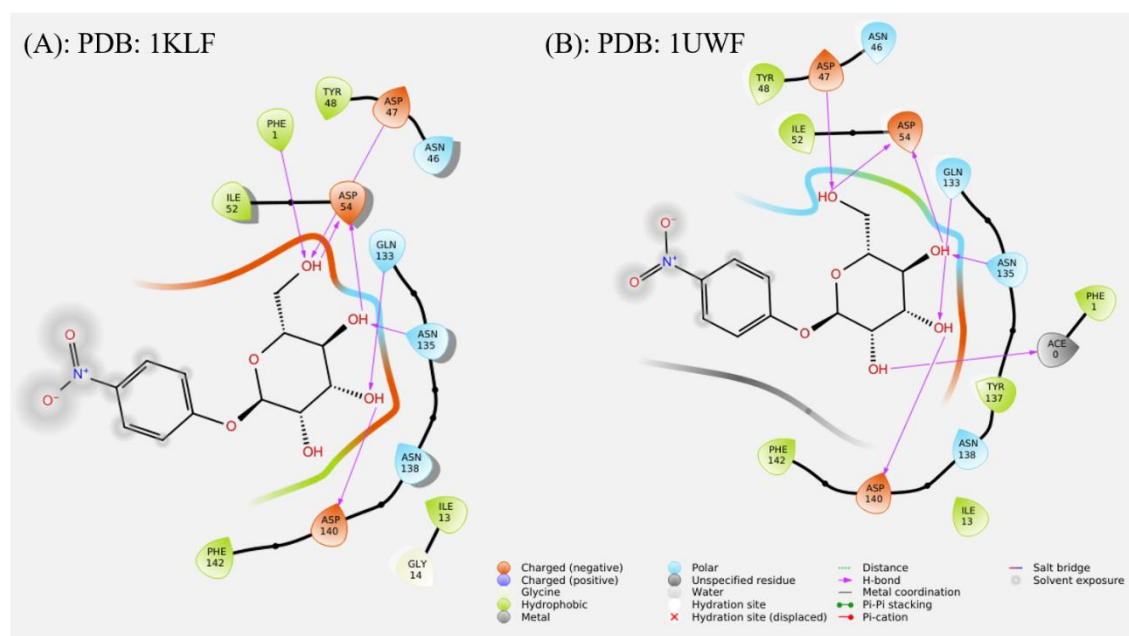 (A): PDB: 1KLF
TYR
48
ASP
47
PHE
1
ASN
46
ILE
52
ASP
54
GLN
133
OH
OH
ASN
135
O
N+
O-
O
O
OH
OH
ASN
138
ASP
140
ILE
13
PHE
142
GLY
14
(B): PDB: 1UWF
ASN
46
ASP
47
TYR
48
ILE
52
ASP
54
GLN
133
HO
O-
N+
O
O
OH
ASN
135
PHE
1
O
OH
ACE
0
OH
TYR
137
PHE
142
ASN
138
ASP
140
ILE
13
Charged (negative)
Charged (positive)
Glycine
Hydrophobic
Metal
Polar
Unspecified residue
Water
Hydration site
Hydration site (displaced)
Distance
H-bond
Metal coordination
Pi-Pi stacking
Pi-cation
Salt bridge
Solvent exposure